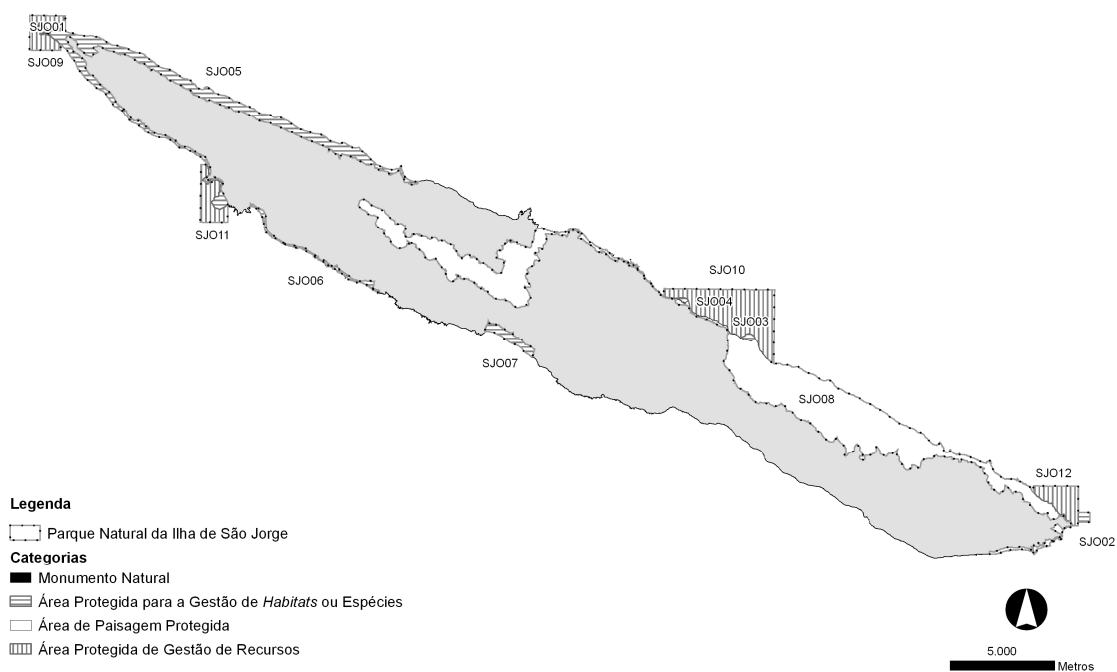 SJO01
SJO09
SJO05
SJO11
SJO06
SJO10
SJO04
SJO03
SJO07
SJO08
SJO12
SJO02
Legenda
Parque Natural da Ilha de São Jorge
Categorias
Monumento Natural
Área Protegida para a Gestão de Habitats ou Espécies
Área de Paisagem Protegida
Área Protegida de Gestão de Recursos
5.000
Metros